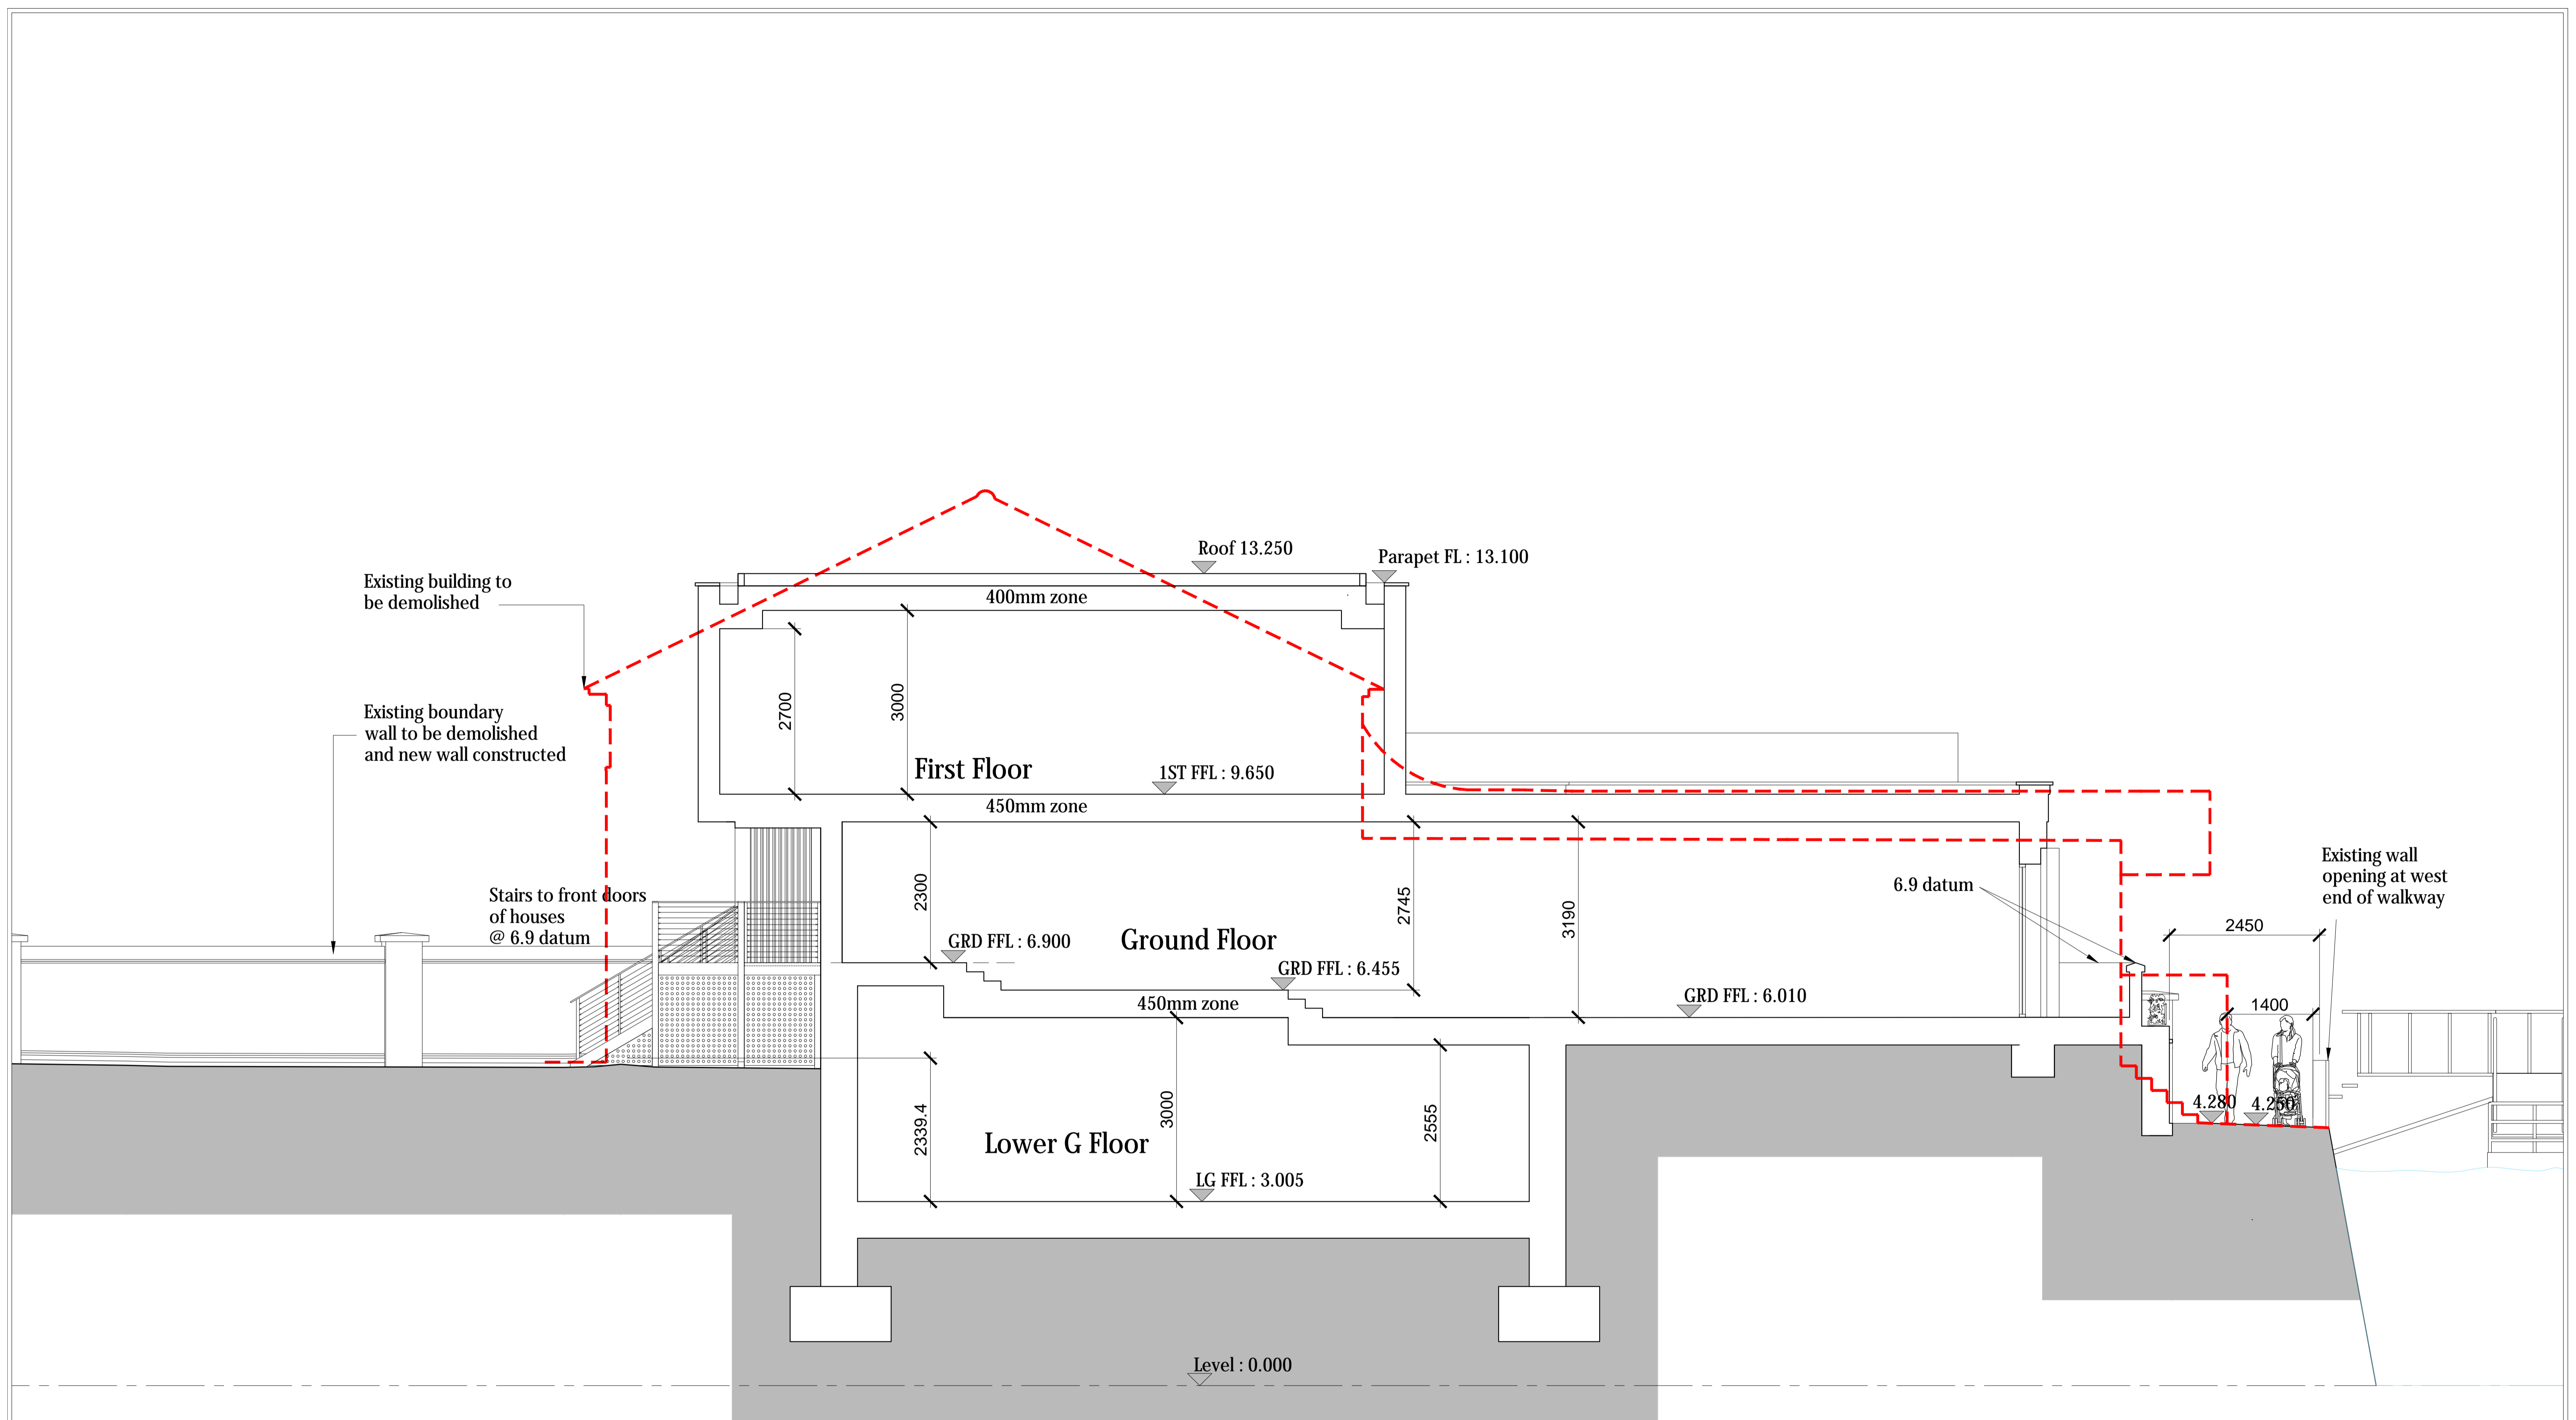 Roof 13.250
Parapet FL : 13.100
Existing building to
be demolished
400mm zone
2700
3000
Existing boundary
wall to be demolished
and new wall constructed
First Floor
1ST FFL : 9.650
450mm zone
Stairs to front doors
of houses
@ 6.9 datum
2300
2745
3190
6.9 datum
Existing wall
opening at west
end of walkway
2450
GRD FFL : 6.900
Ground Floor
GRD FFL : 6.455
GRD FFL : 6.010
450mm zone
1400
2339.4
3000
2555
4.280
4.250
Lower G Floor
LG FFL : 3.005
Level : 0.000